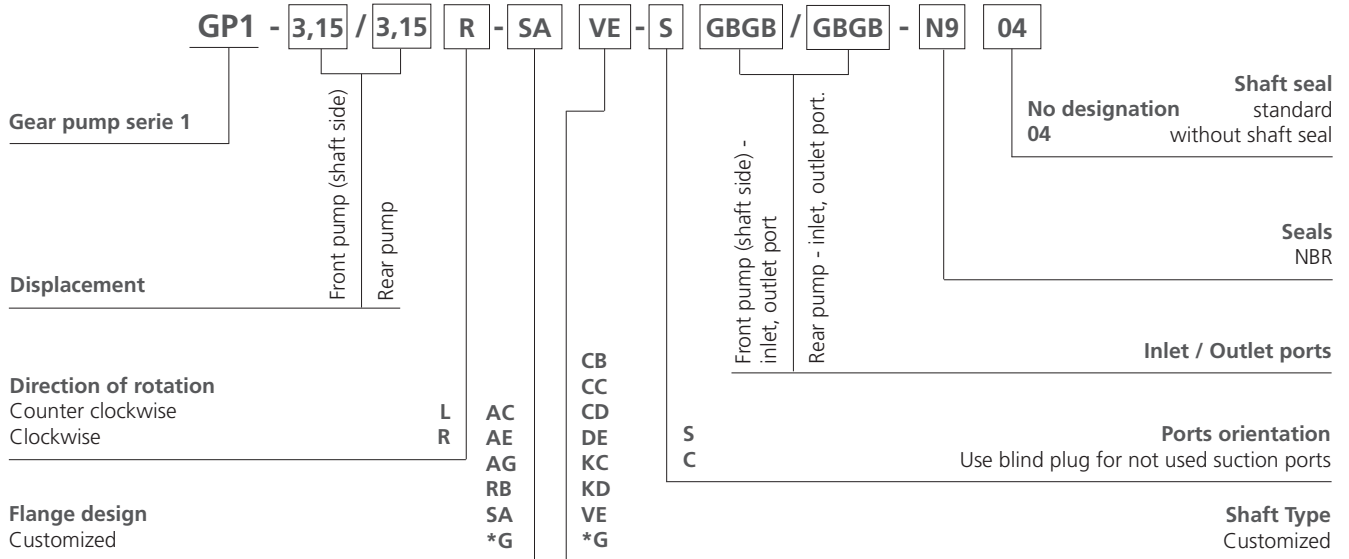 GP1 - 3,15 / 3,15 R - SA VE - S GBGB / GBGB - N9 04
Gear pump serie 1
Front pump (shaft side)
Rear pump
Displacement
Front pump (shaft side) -
inlet, outlet port
Rear pump - inlet, outlet port.
Shaft seal
No designation standard
04 without shaft seal
Seals
NBR
Inlet / Outlet ports
Direction of rotation
Counter clockwise L
Clockwise R
Flange design
Customized
AC
AE
AG
RB
SA
*G
CB
CC
CD
DE
KC
KD
VE
*G
S Ports orientation
C Use blind plug for not used suction ports
Shaft Type
Customized